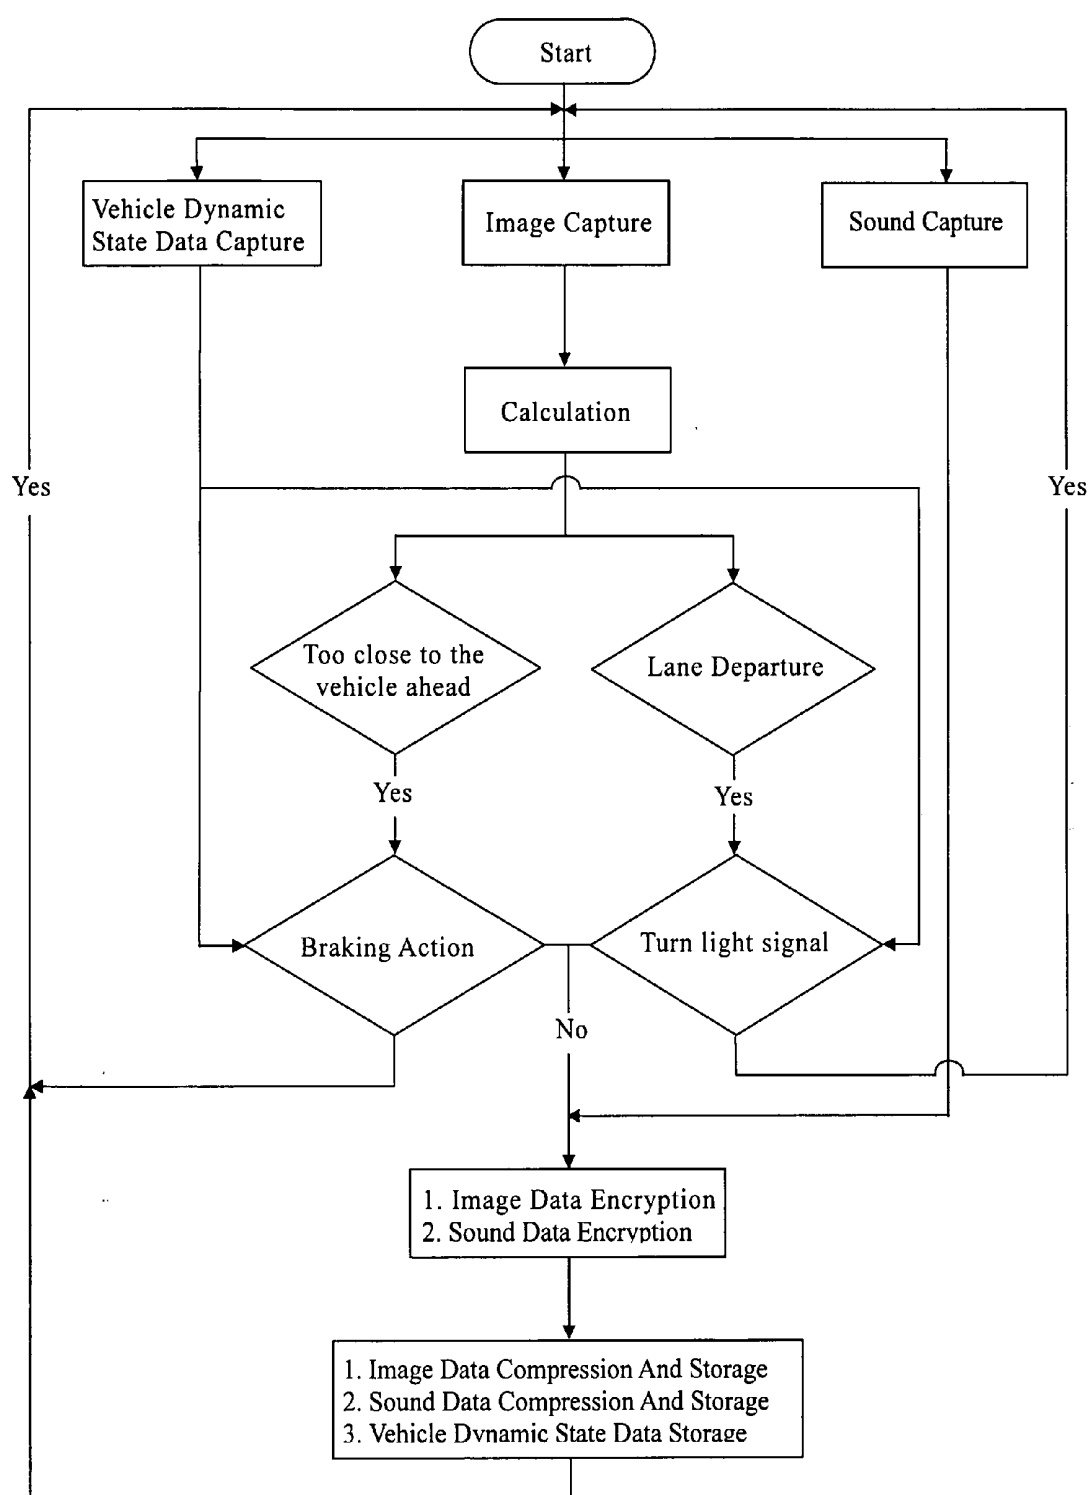 Start
Vehicle Dynamic
State Data Capture
Image Capture
Sound Capture
Calculation
Yes
Yes
Too close to the
vehicle ahead
Lane Departure
Yes
Yes
Braking Action
Turn light signal
No
1. Image Data Encryption
2. Sound Data Encryption
1. Image Data Compression And Storage
2. Sound Data Compression And Storage
3. Vehicle Dynamic State Data Storage